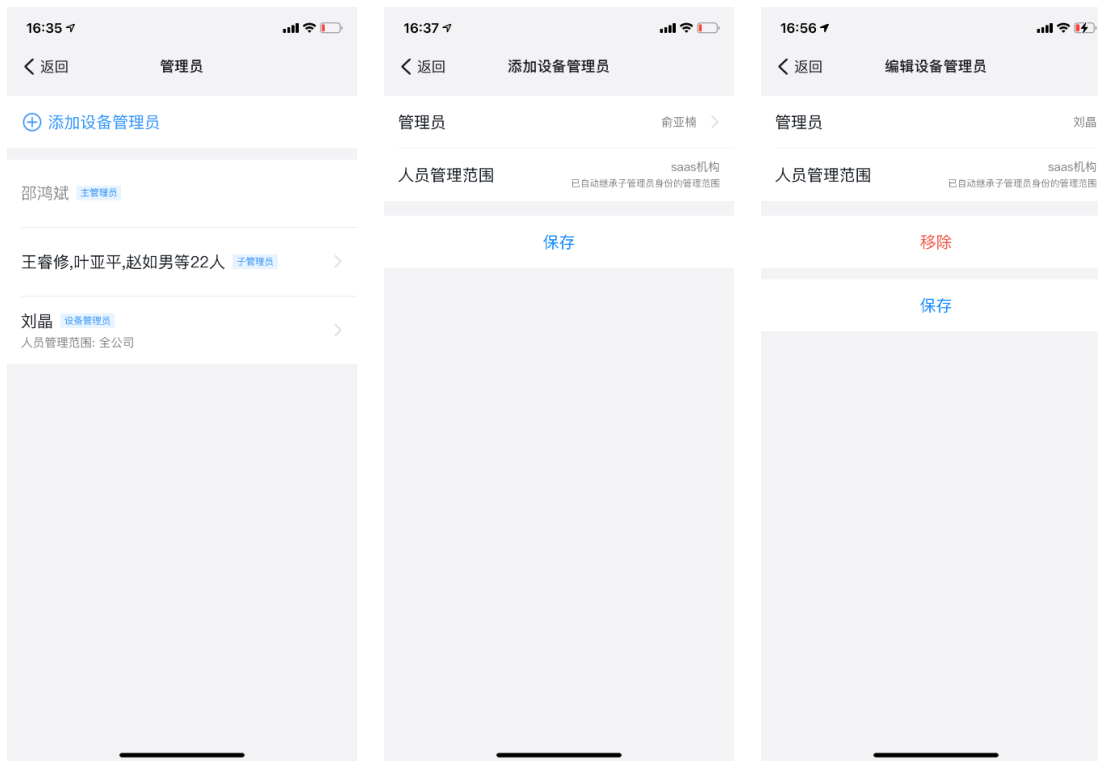 16:35
返回
管理员
添加设备管理员
邵鸿斌 主管理员
王睿修,叶亚平,赵如男等22人 子管理员
刘晶 设备管理员
人员管理范围: 全公司
16:37
返回
添加设备管理员
管理员
俞亚楠
人员管理范围
saas机构
已自动继承子管理员身份的管理范围
保存
16:56
返回
编辑设备管理员
管理员
刘晶
人员管理范围
saas机构
已自动继承子管理员身份的管理范围
移除
保存